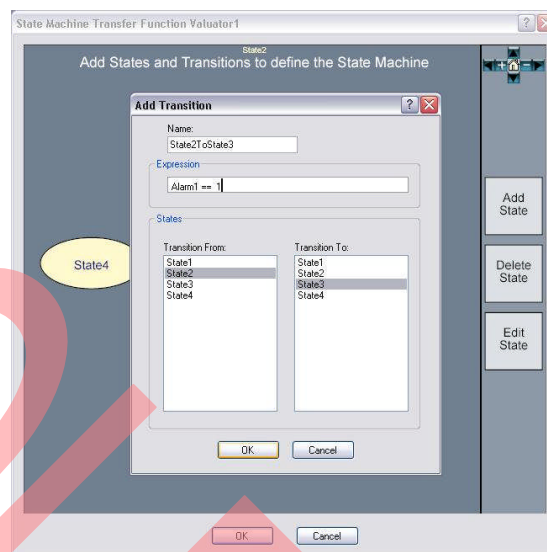 State Machine Transfer Function Valuator1
State2
Add States and Transitions to define the State Machine
Add Transition
Name:
State2ToState3
Expression
Alarm1 == 1
States
Transition From:
State1
State2
State3
State4
Transition To:
State1
State2
State3
State4
OK
Cancel
State4
Add
State
Delete
State
Edit
State
OK
Cancel